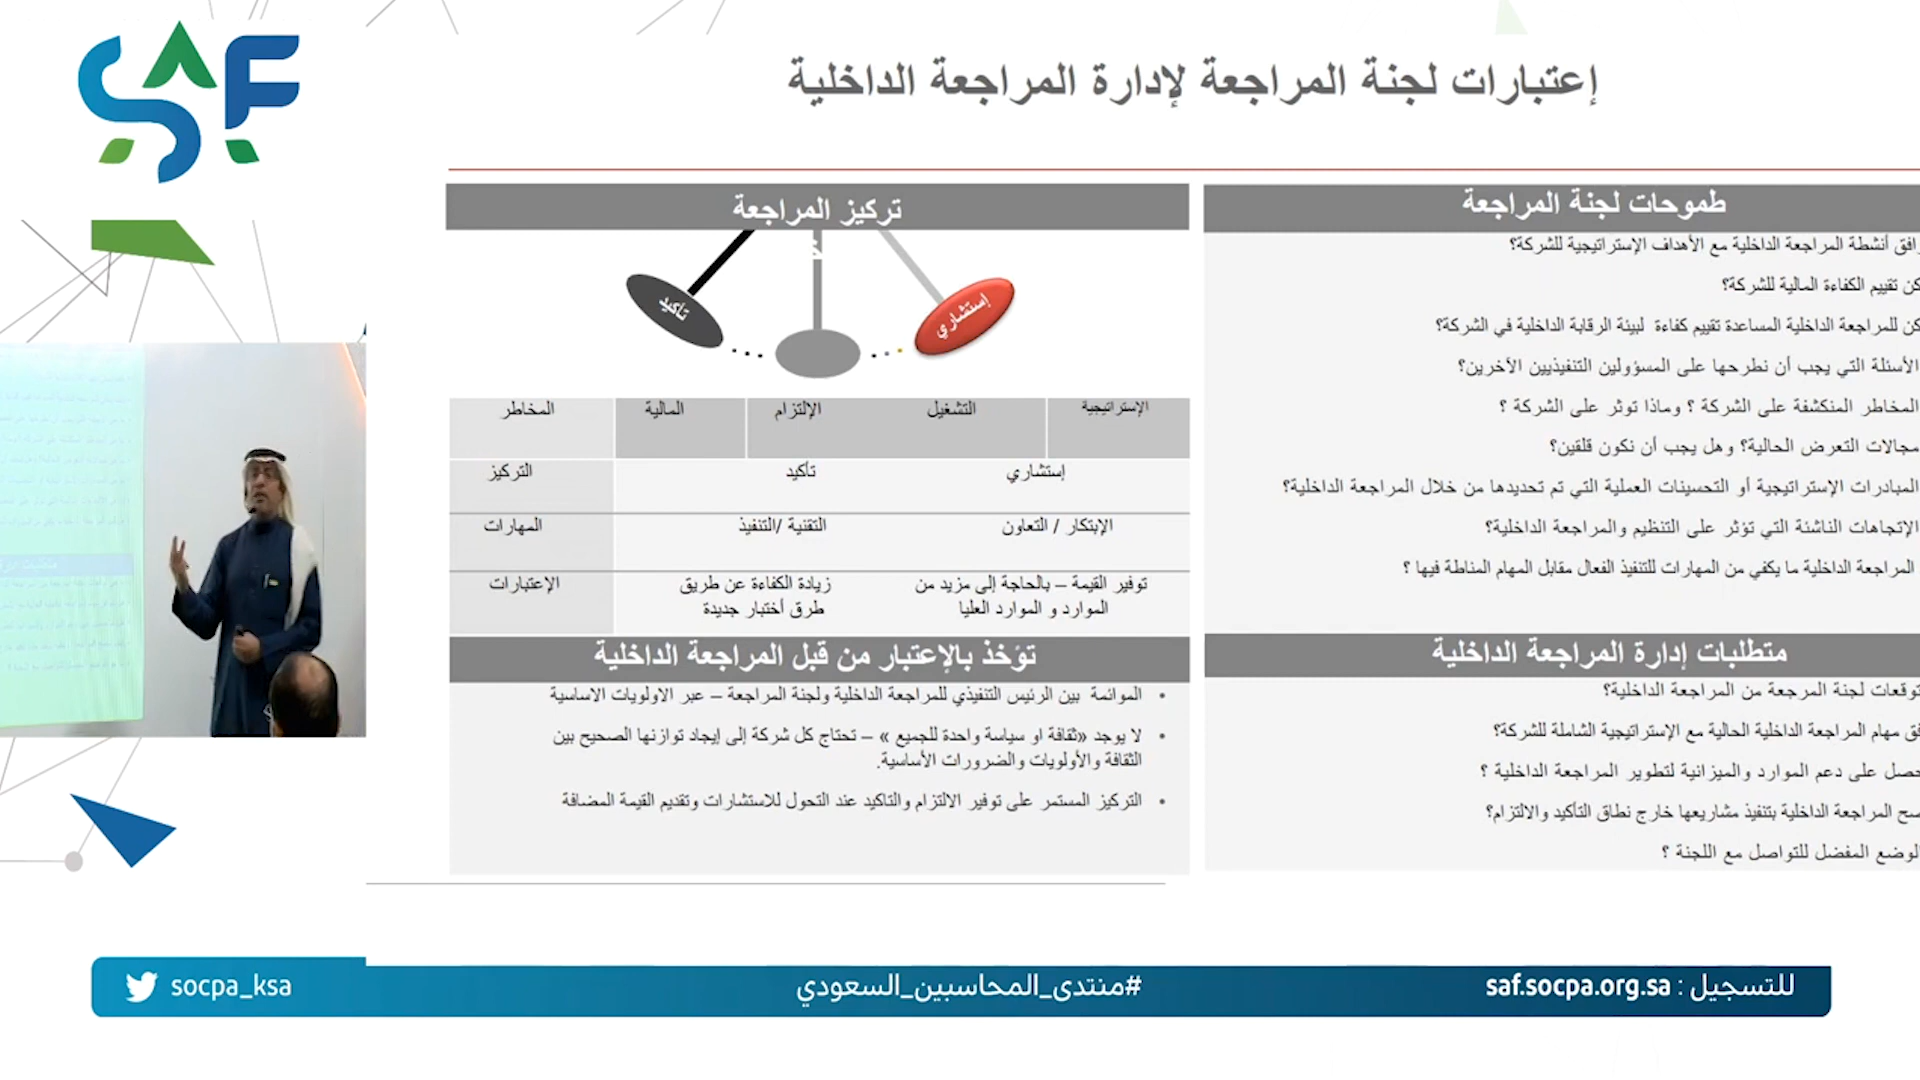 SAF
إعتبارات لجنة المراجعة لإدارة المراجعة الداخلية
طموحات لجنة المراجعة
أنشطة المراجعة الداخلية مع الأهداف الإستراتيجية للشركة؟
تقييم الكفاءة المالية للشركة؟
للمراجعة الداخلية المساعدة تقييم كفاءة لبيئة الرقابة الداخلية في الشركة؟
الأسئلة التي يجب أن نطرحها على المسؤولين التنفيذيين الآخرين؟
المخاطر المنكشفة على الشركة ؟ وماذا توثر على الشركة ؟
مجالات التعرض الحالية؟ وهل يجب أن نكون قلقين؟
المبادرات الإستراتيجية أو التحسينات العملية التي تم تحديدها من خلال المراجعة الداخلية؟
الإتجاهات الناشئة التي تؤثر على التنظيم والمراجعة الداخلية؟
المراجعة الداخلية ما يكفي من المهارات للتنفيذ الفعال مقابل المهام المناطة فيها ؟
متطلبات إدارة المراجعة الداخلية
توقعات لجنة المرجعة من المراجعة الداخلية؟
مهام المراجعة الداخلية الحالية مع الإستراتيجية الشاملة للشركة؟
على دعم الموارد والميزانية لتطوير المراجعة الداخلية ؟
المراجعة الداخلية بتنفيذ مشاريعها خارج نطاق التأكيد والالتزام؟
الوضع المفضل للتواصل مع اللجنة ؟
تركيز المراجعة
إستشاري
تأكيد
الإستراتيجية التشغيل الإلتزام المالية المخاطر
إستشاري تأكيد التركيز
الإبتكار / التعاون التقنية /التنفيذ المهارات
توفير القيمة – بالحاجة إلى مزيد من زيادة الكفاءة عن طريق الإعتبارات
الموارد و الموارد العليا طرق أختبار جديدة
تؤخذ بالإعتبار من قبل المراجعة الداخلية
• الموائمة بين الرئيس التنفيذي للمراجعة الداخلية ولجنة المراجعة – عبر الاولويات الاساسية
• لا يوجد «ثقافة او سياسة واحدة للجميع » – تحتاج كل شركة إلى إيجاد توازنها الصحيح بين
الثقافة والأولويات والضرورات الأساسية.
• التركيز المستمر على توفير الالتزام والتاكيد عند التحول للاستشارات وتقديم القيمة المضافة
للتسجيل : saf.socpa.org.sa
#منتدى_المحاسبين_السعودي
socpa_ksa